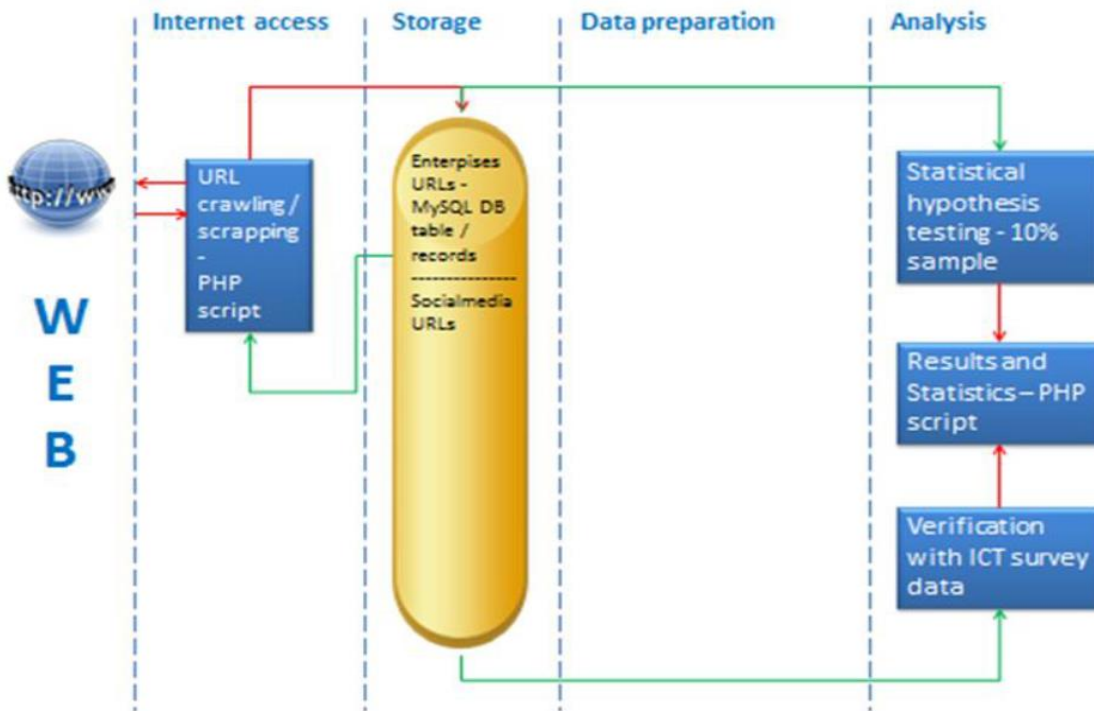 Internet access
Storage
Data preparation
Analysis
http://ww
W
E
B
URL
crawling /
scrapping
-
PHP
script
Enterpises
URLs -
MySQL DB
table /
records
----------------
Socialmedia
URLs
Statistical
hypothesis
testing - 10%
sample
Results and
Statistics – PHP
script
Verification
with ICT survey
data